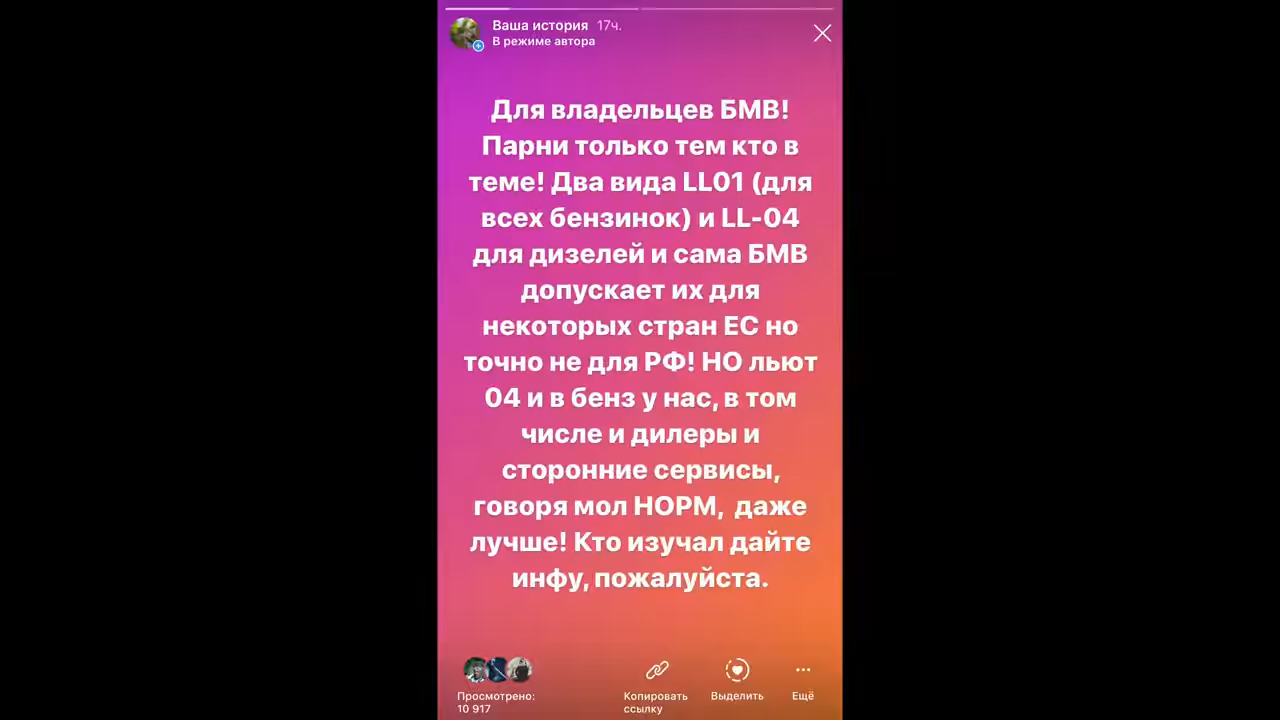 Ваша история 17ч.
В режиме автора
Для владельцев БМВ!
Парни только тем кто в
теме! Два вида LL01 (для
всех бензинок) и LL-04
для дизелей и сама БМВ
допускает их для
некоторых стран ЕС но
точно не для РФ! НО льют
04 и в бенз у нас, в том
числе и дилеры и
сторонние сервисы,
говоря мол НОРМ,  даже
лучше! Кто изучал дайте
инфу, пожалуйста.
Просмотрено:
10 917
Копировать
ссылку
Выделить
Ещё